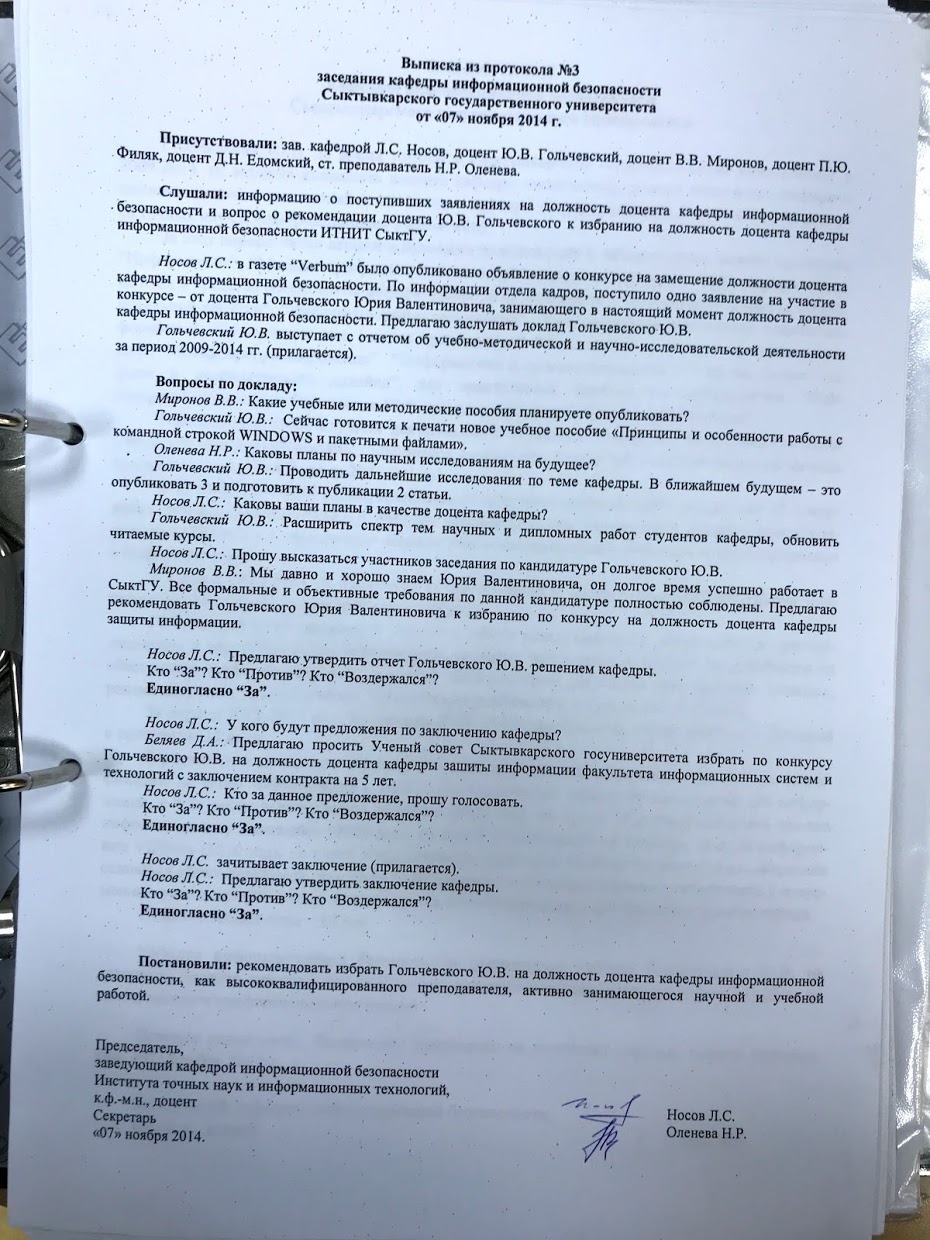 Выписка из протокола №3
заседания кафедры информационной безопасности
Сыктывкарского государственного университета
от «07» ноября 2014 г.
Присутствовали: зав. кафедрой Л.С. Носов, доцент Ю.В. Гольчевский, доцент В.В. Миронов, доцент П.Ю.
Филяк, доцент Д.Н. Едомский, ст. преподаватель Н.Р. Оленева.
Слушали: информацию о поступивших заявлениях на должность доцента кафедры информационной
безопасности и вопрос о рекомендации доцента Ю.В. Гольчевского к избранию на должность доцента кафедры
информационной безопасности ИТНИТ СыктГУ.
Носов Л.С.: в газете “Verbum” было опубликовано объявление о конкурсе на замещение должности доцента
кафедры информационной безопасности. По информации отдела кадров, поступило одно заявление на участие в
конкурсе – от доцента Гольчевского Юрия Валентиновича, занимающего в настоящий момент должность доцента
кафедры информационной безопасности. Предлагаю заслушать доклад Гольчевского Ю.В.
Гольчевский Ю.В. выступает с отчетом об учебно-методической и научно-исследовательской деятельности
за период 2009-2014 гг. (прилагается).
Вопросы по докладу:
Миронов В.В.: Какие учебные или методические пособия планируете опубликовать?
Гольчевский Ю.В.: Сейчас готовится к печати новое учебное пособие «Принципы и особенности работы с
командной строкой WINDOWS и пакетными файлами».
Оленева Н.Р.: Каковы планы по научным исследованиям на будущее?
Гольчевский Ю.В.: Проводить дальнейшие исследования по теме кафедры. В ближайшем будущем – это
опубликовать 3 и подготовить к публикации 2 статьи.
Носов Л.С.: Каковы ваши планы в качестве доцента кафедры?
Гольчевский Ю.В.: Расширить спектр тем научных и дипломных работ студентов кафедры, обновить
читаемые курсы.
Носов Л.С.: Прошу высказаться участников заседания по кандидатуре Гольчевского Ю.В.
Миронов В.В.: Мы давно и хорошо знаем Юрия Валентиновича, он долгое время успешно работает в
СыктГУ. Все формальные и объективные требования по данной кандидатуре полностью соблюдены. Предлагаю
рекомендовать Гольчевского Юрия Валентиновича к избранию по конкурсу на должность доцента кафедры
защиты информации.
Носов Л.С.: Предлагаю утвердить отчет Гольчевского Ю.В. решением кафедры.
Кто “За”? Кто “Против”? Кто “Воздержался”?
Единогласно “За”.
Носов Л.С.: У кого будут предложения по заключению кафедры?
Беляев Д.А.: Предлагаю просить Ученый совет Сыктывкарского госуниверситета избрать по конкурсу
Гольчевского Ю.В. на должность доцента кафедры зашиты информации факультета информационных систем и
технологий с заключением контракта на 5 лет.
Носов Л.С.: Кто за данное предложение, прошу голосовать.
Кто “За”? Кто “Против”? Кто “Воздержался”?
Единогласно “За”.
Носов Л.С. зачитывает заключение (прилагается).
Носов Л.С.: Предлагаю утвердить заключение кафедры.
Кто “За”? Кто “Против”? Кто “Воздержался”?
Единогласно “За”.
Постановили: рекомендовать избрать Гольчевского Ю.В. на должность доцента кафедры информационной
безопасности, как высококвалифицированного преподавателя, активно занимающегося научной и учебной
работой.
Председатель,
заведующий кафедрой информационной безопасности
Института точных наук и информационных технологий,
к.ф.-м.н., доцент
Носов Л.С.
Секретарь
Оленева Н.Р.
«07» ноября 2014.